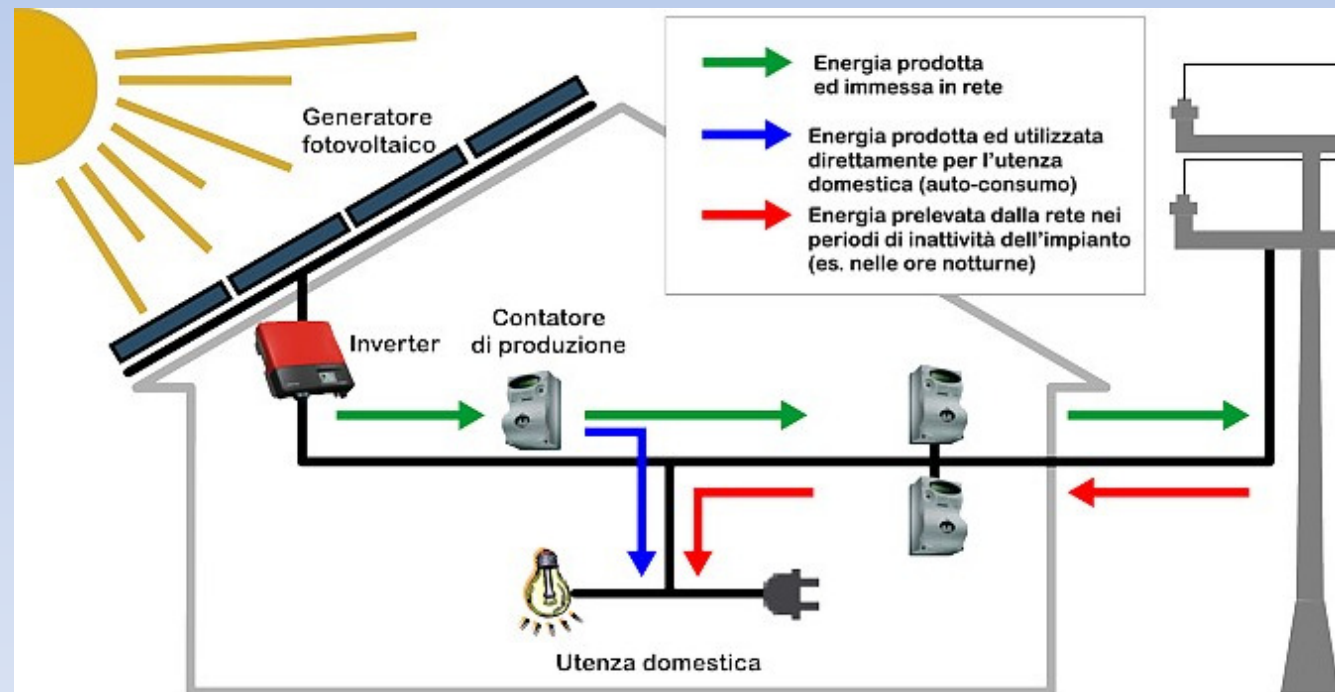 Generatore
fotovoltaico
Energia prodotta
ed immessa in rete
Energia prodotta ed utilizzata
direttamente per l'utenza
domestica (auto-consumo)
Energia prelevata dalla rete nei
periodi di inattività dell'impianto
(es. nelle ore notturne)
Inverter
Contatore
di produzione
Utenza domestica